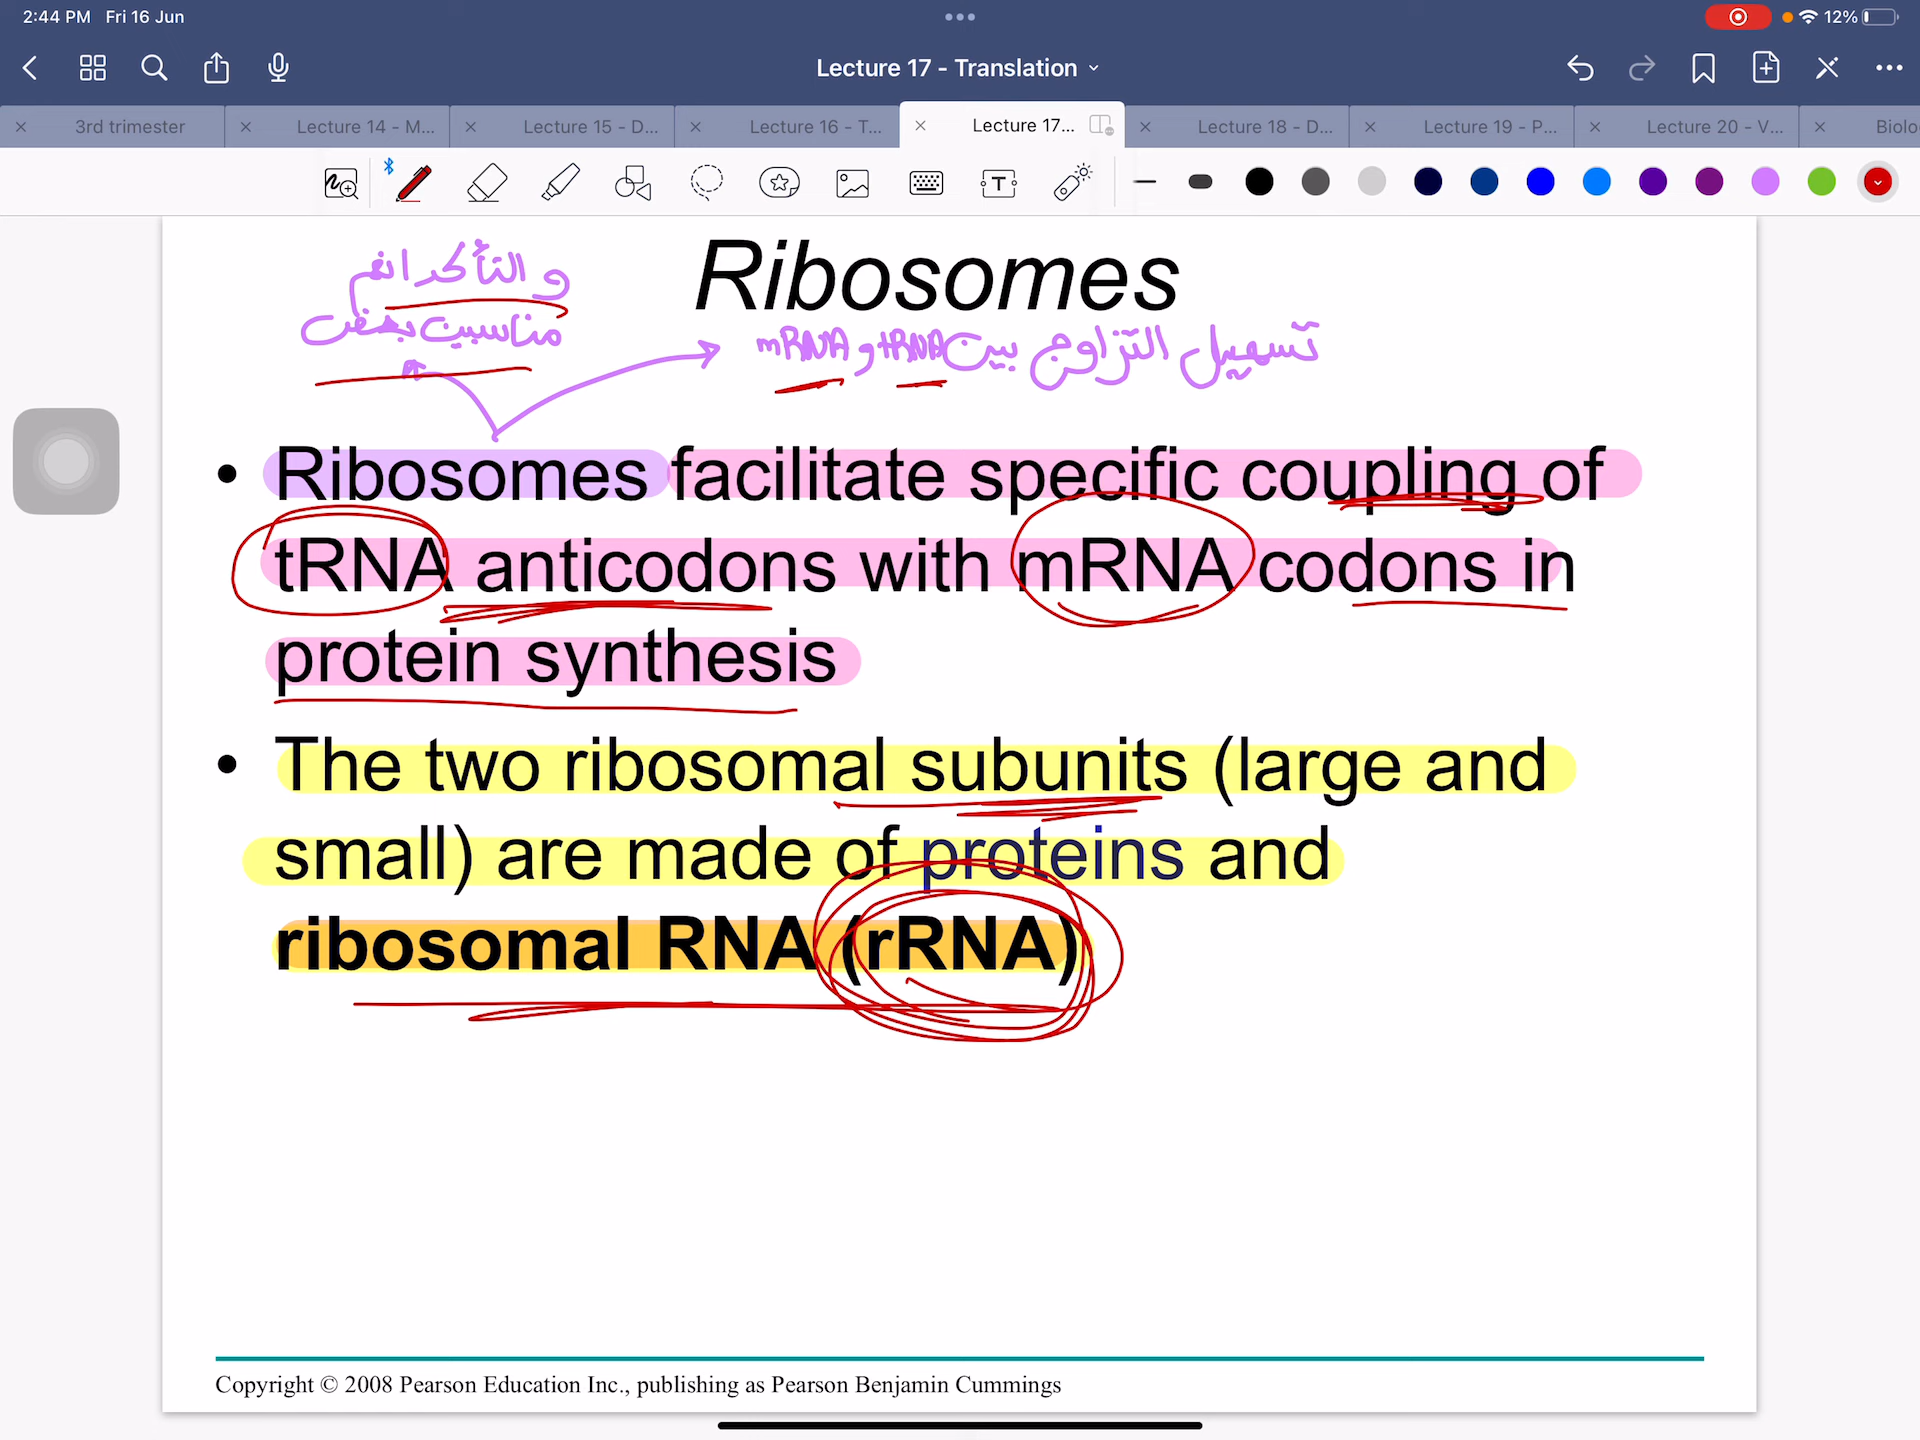 2:44 PM Fri 16 Jun
12%
Lecture 17 - Translation
3rd trimester
Lecture 14 - M...
Lecture 15 - D...
Lecture 16 - T...
Lecture 17...
Lecture 18 - D...
Lecture 19 - P...
Lecture 20 - V...
Biolo
Ribosomes
و التأكد انهم
مناسبين لبعض
تسهيل التزاوج بين tRNA و mRNA
• Ribosomes facilitate specific coupling of
tRNA anticodons with mRNA codons in
protein synthesis
• The two ribosomal subunits (large and
small) are made of proteins and
ribosomal RNA (rRNA)
Copyright © 2008 Pearson Education Inc., publishing as Pearson Benjamin Cummings